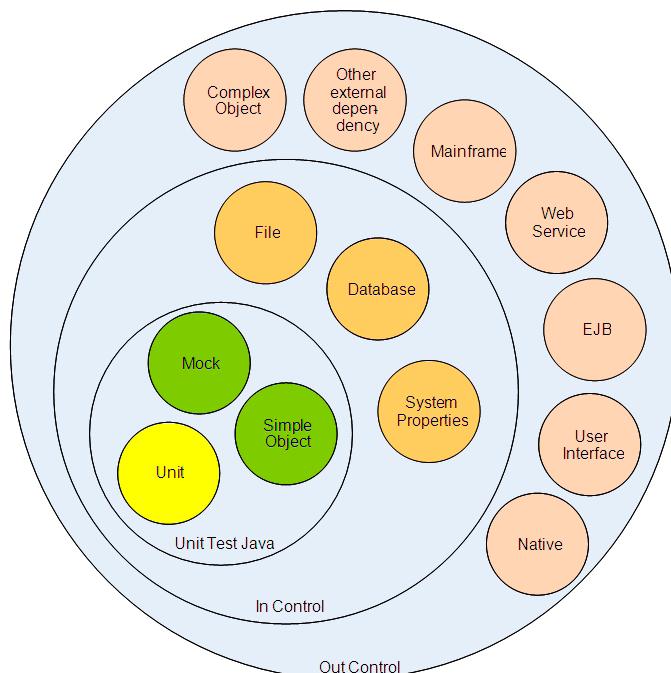 Complex
Object
Other
external
depen-
dency
Mainframe
Web
Service
File
Database
EJB
Mock
System
Properties
Simple
Object
User
Interface
Unit
Native
Unit Test Java
In Control
Out Control